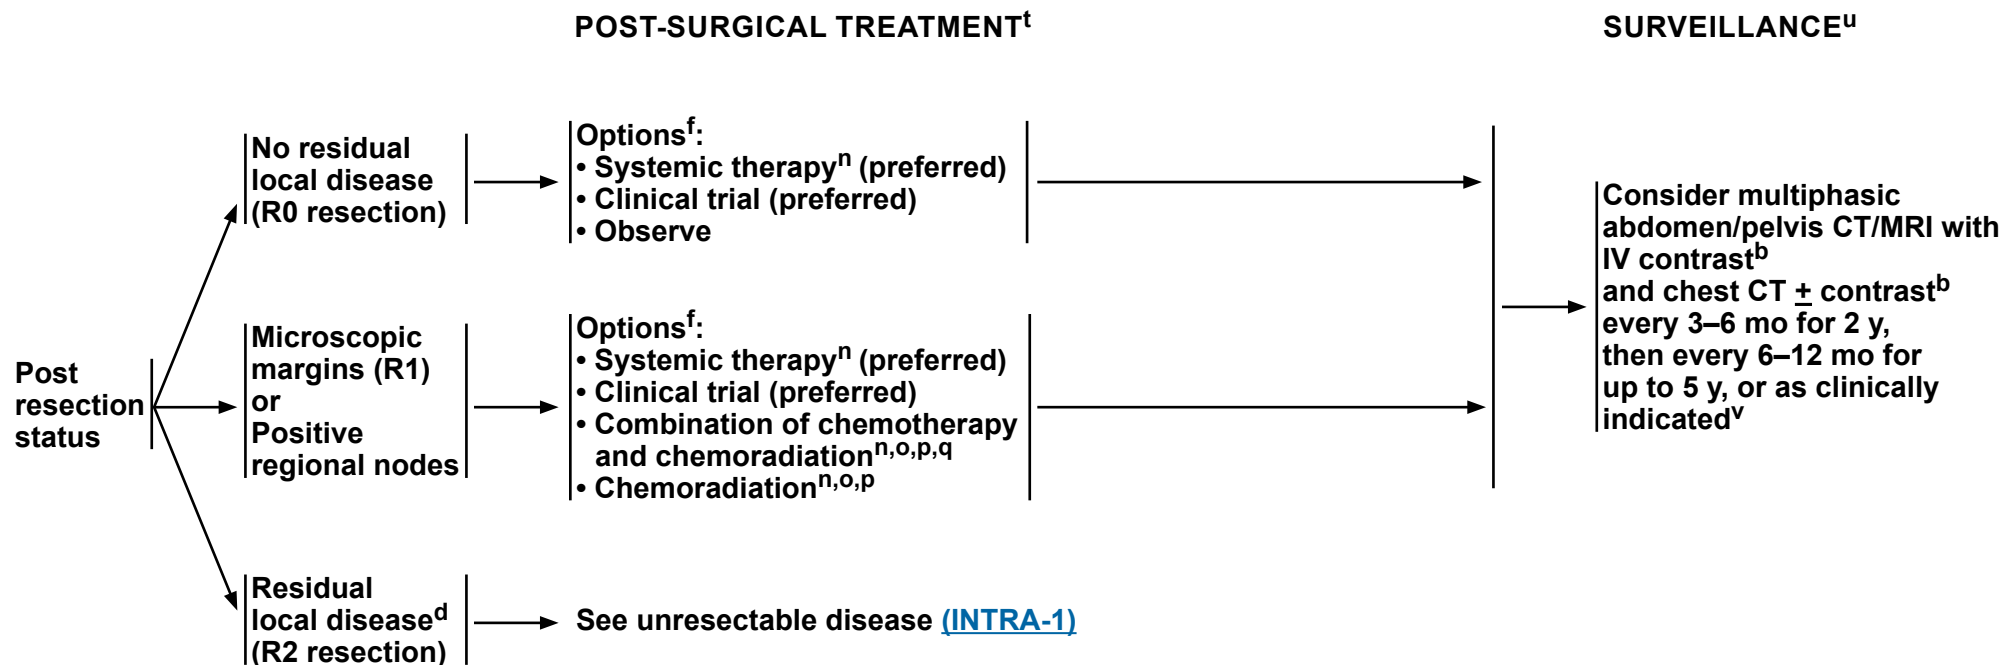 POST-SURGICAL TREATMENTᵗ
SURVEILLANCEᵘ
Post
resection
status
No residual
local disease
(R0 resection)
Optionsᶠ:
• Systemic therapyⁿ (preferred)
• Clinical trial (preferred)
• Observe
Microscopic
margins (R1)
or
Positive
regional nodes
Optionsᶠ:
• Systemic therapyⁿ (preferred)
• Clinical trial (preferred)
• Combination of chemotherapy
and chemoradiationn,o,p,q
• Chemoradiationn,o,p
Residual
local diseaseᵈ
(R2 resection)
See unresectable disease (INTRA-1)
Consider multiphasic
abdomen/pelvis CT/MRI with
IV contrastᵇ
and chest CT ± contrastᵇ
every 3–6 mo for 2 y,
then every 6–12 mo for
up to 5 y, or as clinically
indicatedᵛ